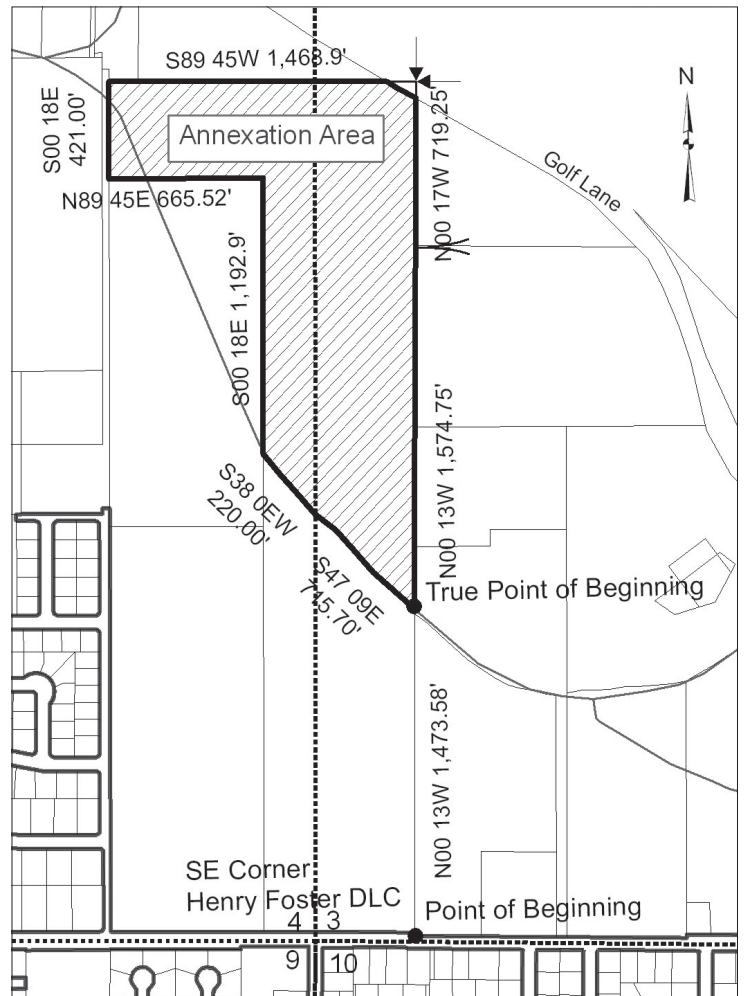 S89 45W 1,468.9'
N
S00 18E
421.00'
Annexation Area
N00 17W 719.25'
Golf Lane
N89 45E 665.52'
S00 18E 1,192.9'
N00 13W 1,574.75'
S38 0EW
220.00'
S47 09E
745.70'
True Point of Beginning
N00 13W 1,473.58'
SE Corner
Henry Foster DLC
Point of Beginning
4 3
9 10